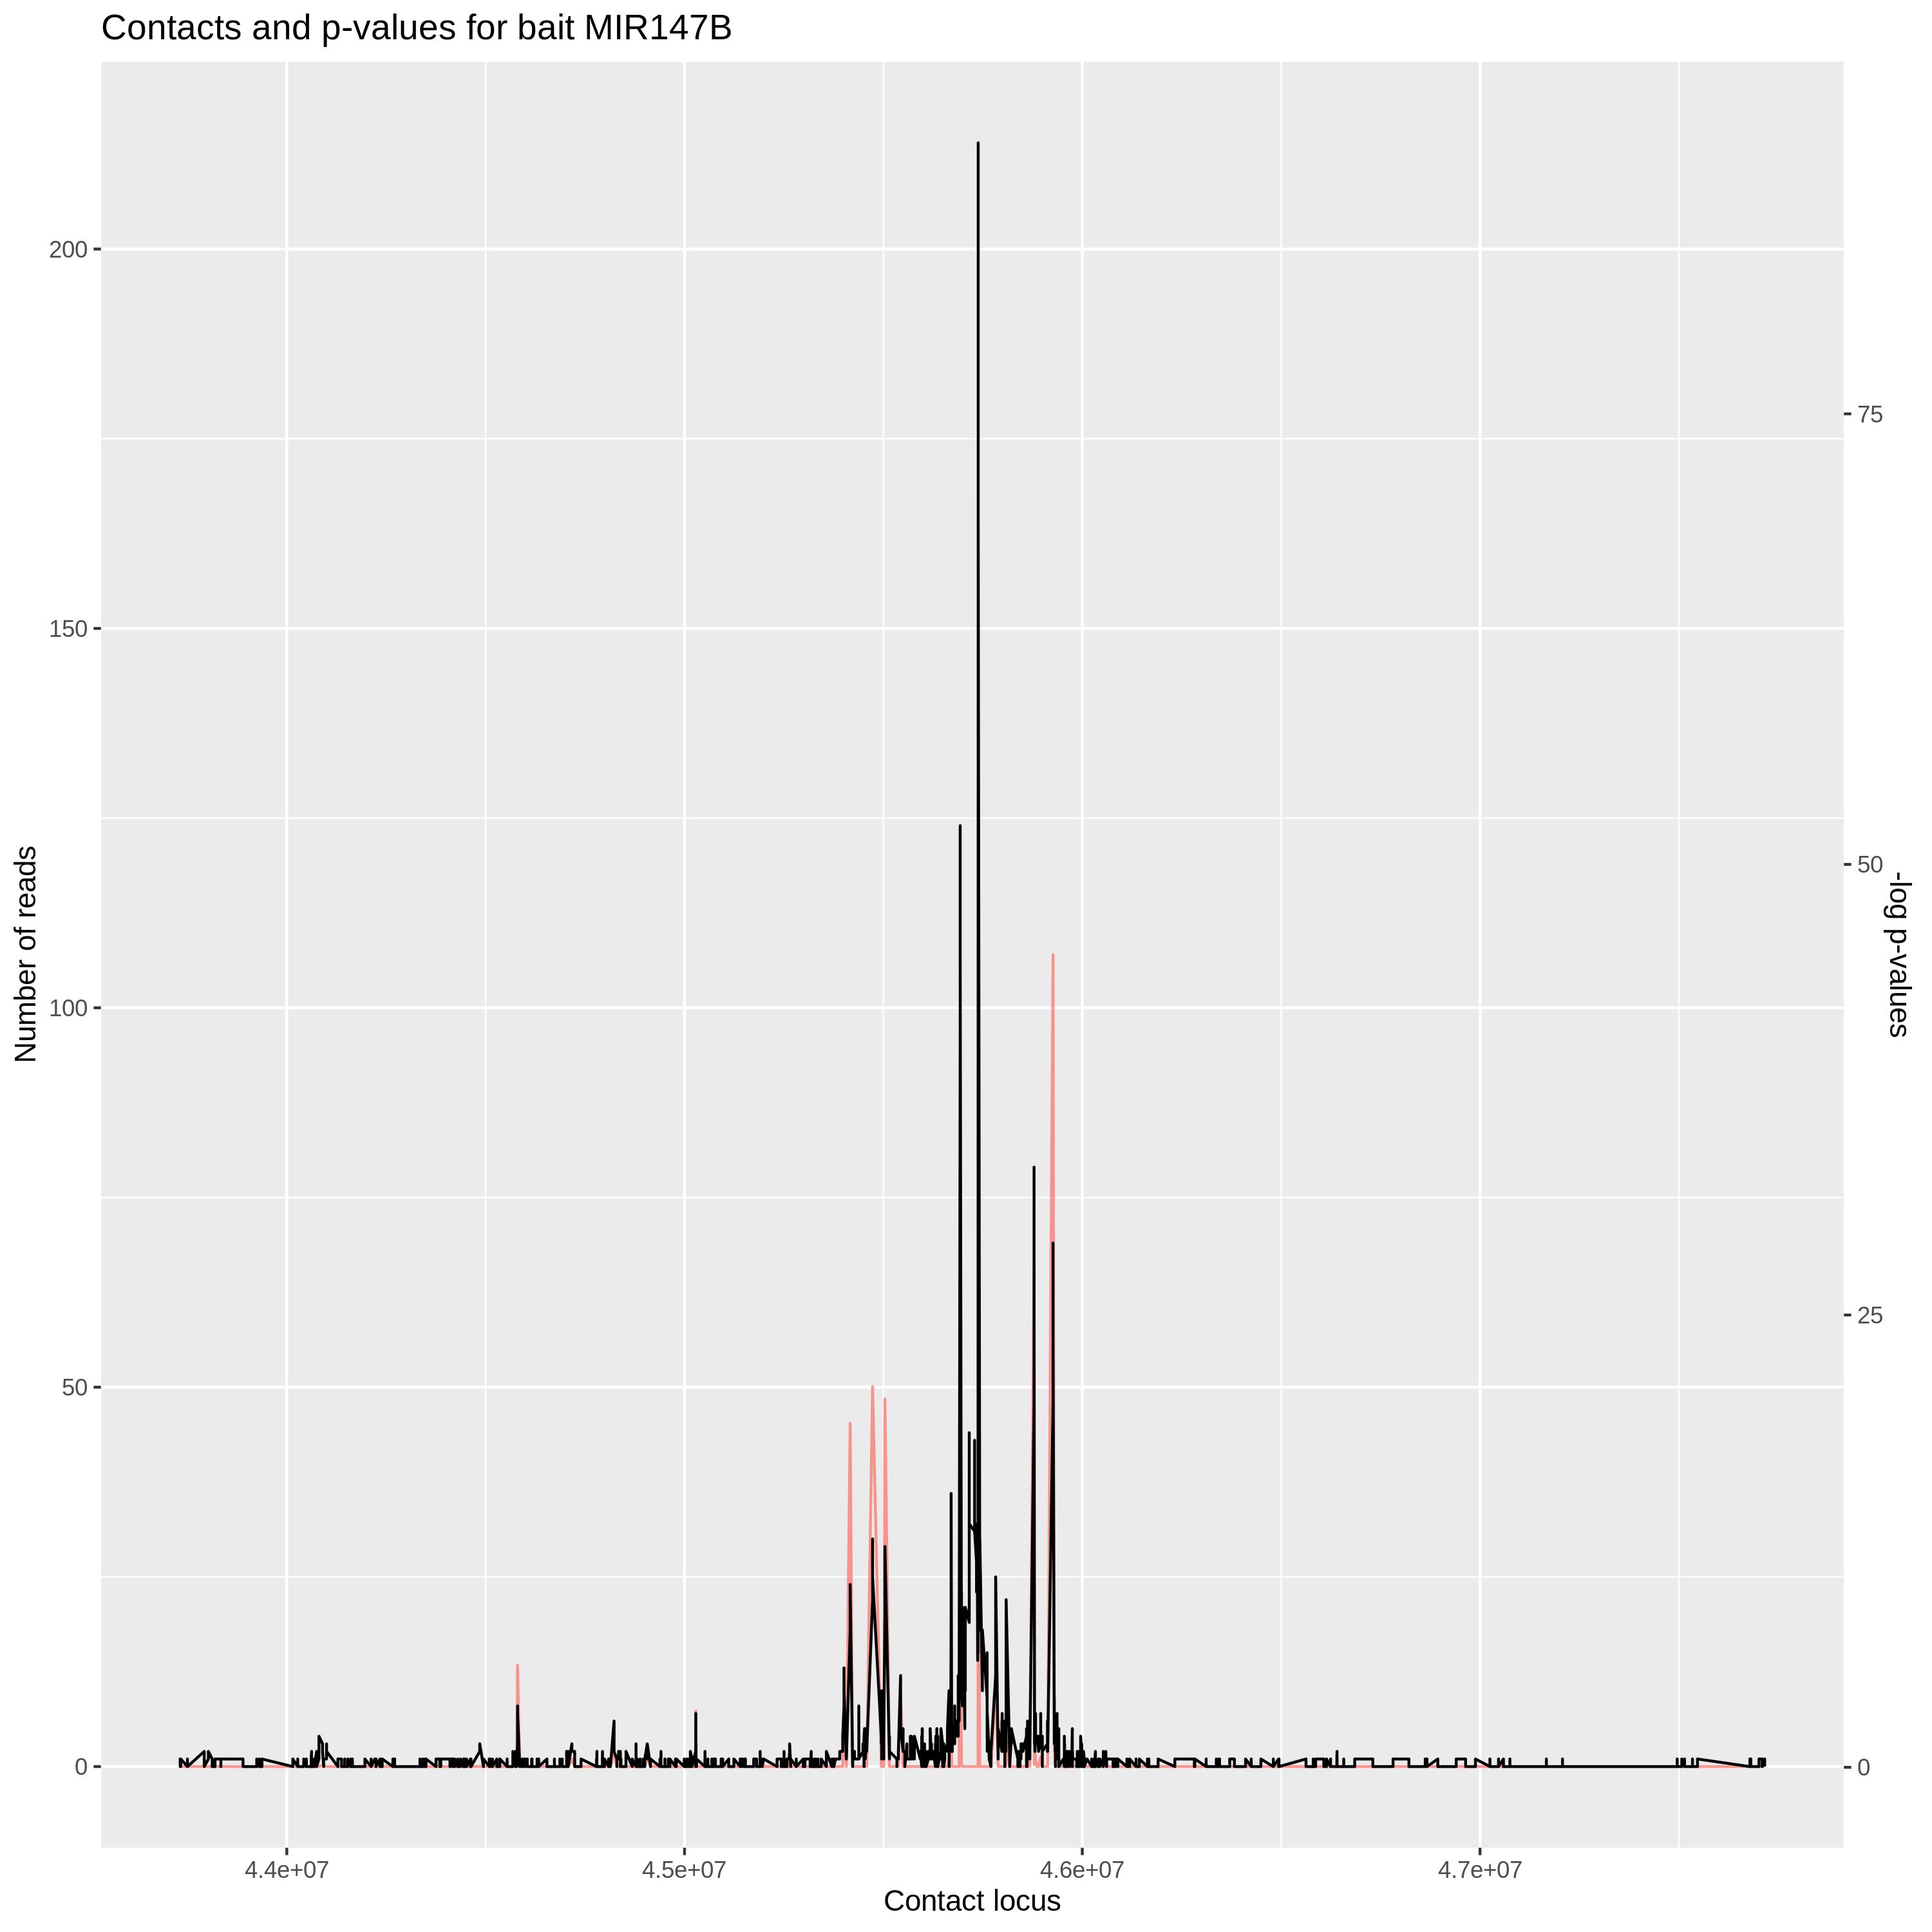 Contacts and p-values for bait MIR147B
200
150
100
50
0
Number of reads
75
50
25
0
-log p-values
4.4e+07
4.5e+07
4.6e+07
4.7e+07
Contact locus